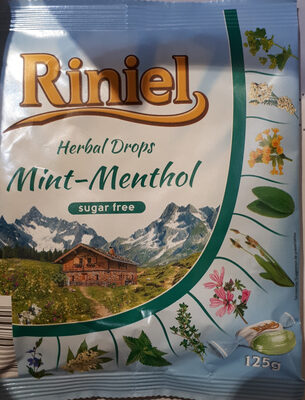 Riniel
Herbal Drops
Mint-Menthol
sugar free
125g